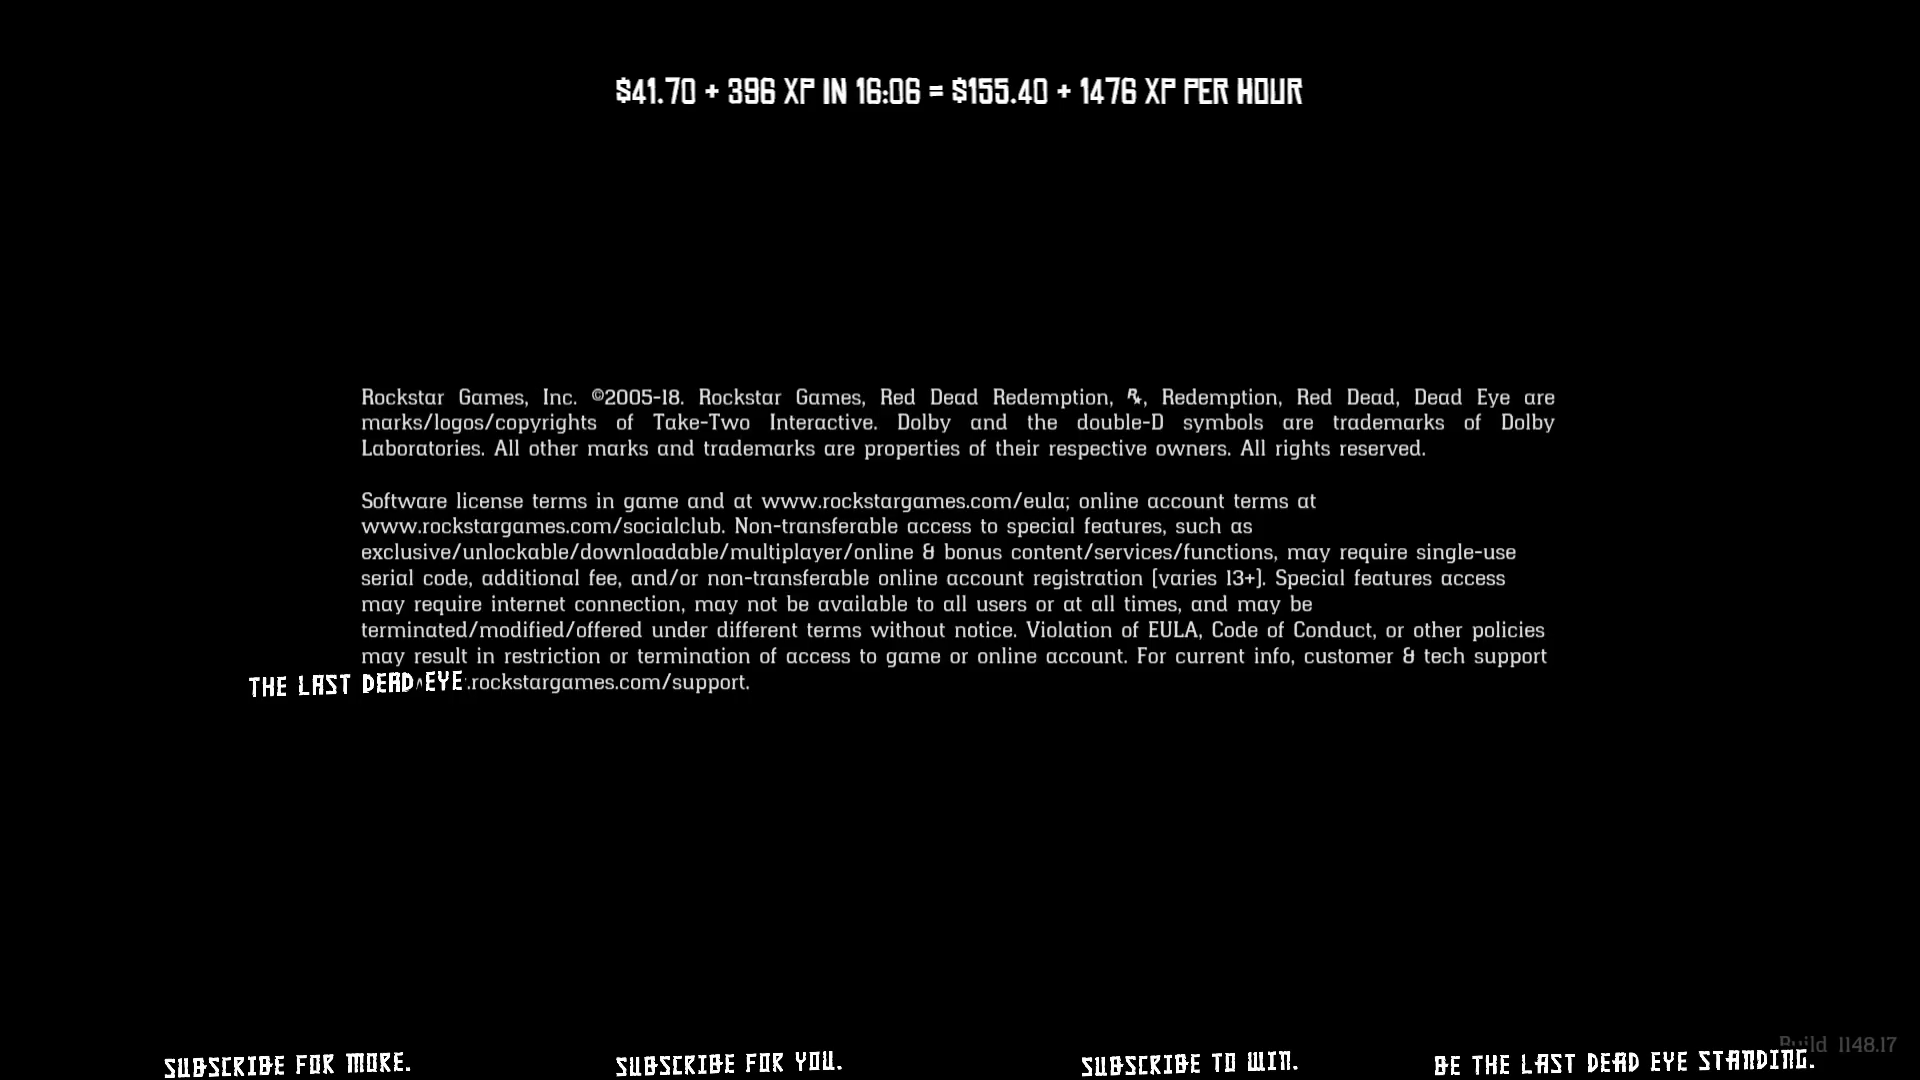 $41.70 + 396 XP IN 16:06 = $155.40 + 1476 XP PER HOUR
Rockstar Games, Inc. ©2005-18. Rockstar Games, Red Dead Redemption, R★, Redemption, Red Dead, Dead Eye are
marks/logos/copyrights of Take-Two Interactive. Dolby and the double-D symbols are trademarks of Dolby
Laboratories. All other marks and trademarks are properties of their respective owners. All rights reserved.
Software license terms in game and at www.rockstargames.com/eula; online account terms at
www.rockstargames.com/socialclub. Non-transferable access to special features, such as
exclusive/unlockable/downloadable/multiplayer/online & bonus content/services/functions, may require single-use
serial code, additional fee, and/or non-transferable online account registration (varies 13+). Special features access
may require internet connection, may not be available to all users or at all times, and may be
terminated/modified/offered under different terms without notice. Violation of EULA, Code of Conduct, or other policies
may result in restriction or termination of access to game or online account. For current info, customer & tech support
THE LAST DEAD EYE .rockstargames.com/support.
Build 1148.17
SUBSCRIBE FOR MORE. SUBSCRIBE FOR YOU. SUBSCRIBE TO WIN. BE THE LAST DEAD EYE STANDING.